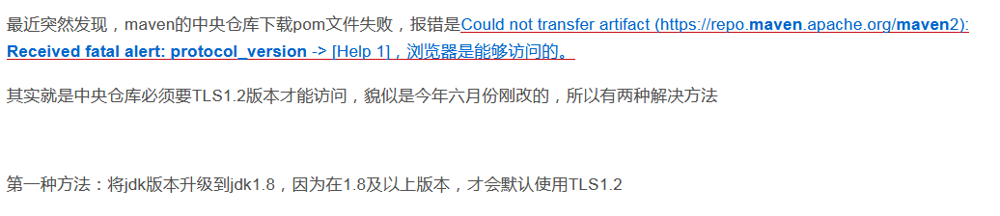 最近突然发现，maven的中央仓库下载pom文件失败，报错是Could not transfer artifact (https://repo.maven.apache.org/maven2):
Received fatal alert: protocol_version -> [Help 1]，浏览器是能够访问的。
其实就是中央仓库必须要TLS1.2版本才能访问，貌似是今年六月份刚改的，所以有两种解决方法
第一种方法：将jdk版本升级到jdk1.8，因为在1.8及以上版本，才会默认使用TLS1.2